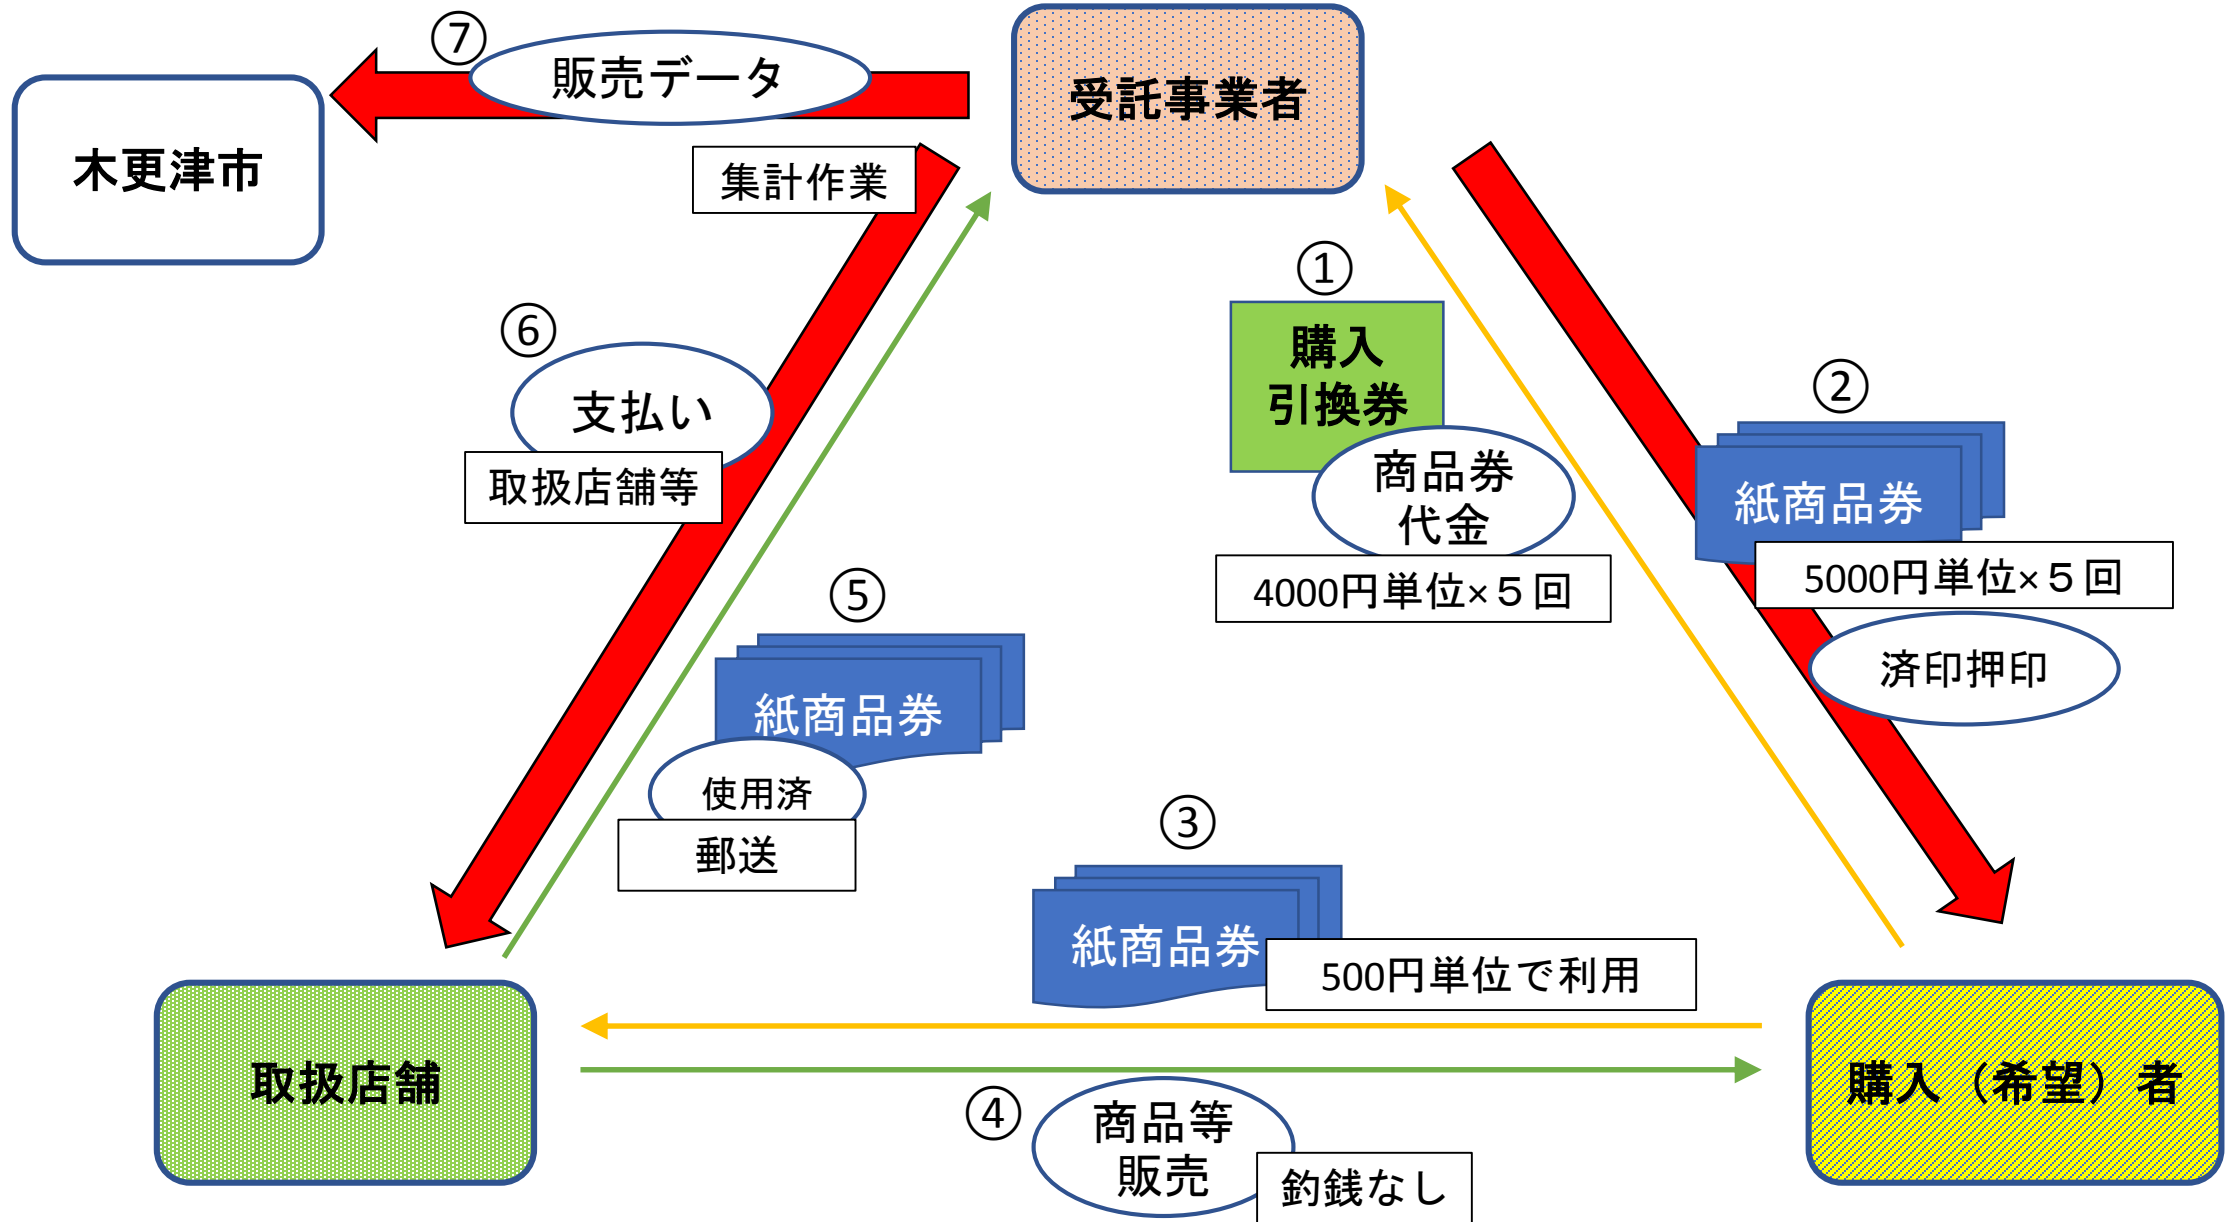 ⑦
販売データ
受託事業者
木更津市
集計作業
①
購入
引換券
商品券
代金
4000円単位×５回
②
紙商品券
5000円単位×５回
済印押印
⑥
支払い
取扱店舗等
⑤
紙商品券
使用済
郵送
③
紙商品券
500円単位で利用
取扱店舗
購入（希望）者
④
商品等
販売
釣銭なし